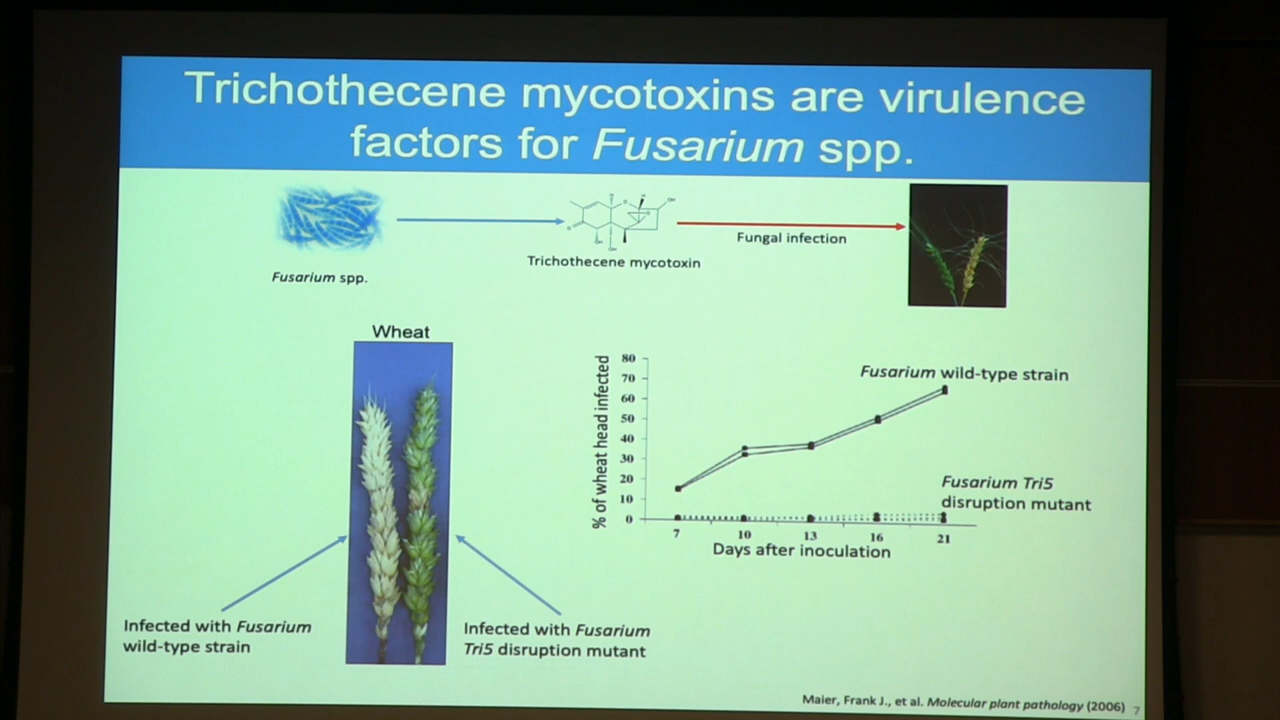 Trichothecene mycotoxins are virulence
factors for Fusarium spp.
Fusarium spp.
Trichothecene mycotoxin
Fungal infection
Wheat
Infected with Fusarium
wild-type strain
Infected with Fusarium
Tri5 disruption mutant
% of wheat head infected
80
70
60
50
40
30
20
10
0
7 10 13 16 21
Days after inoculation
Fusarium wild-type strain
Fusarium Tri5
disruption mutant
Maier, Frank J., et al. Molecular plant pathology (2006)
7